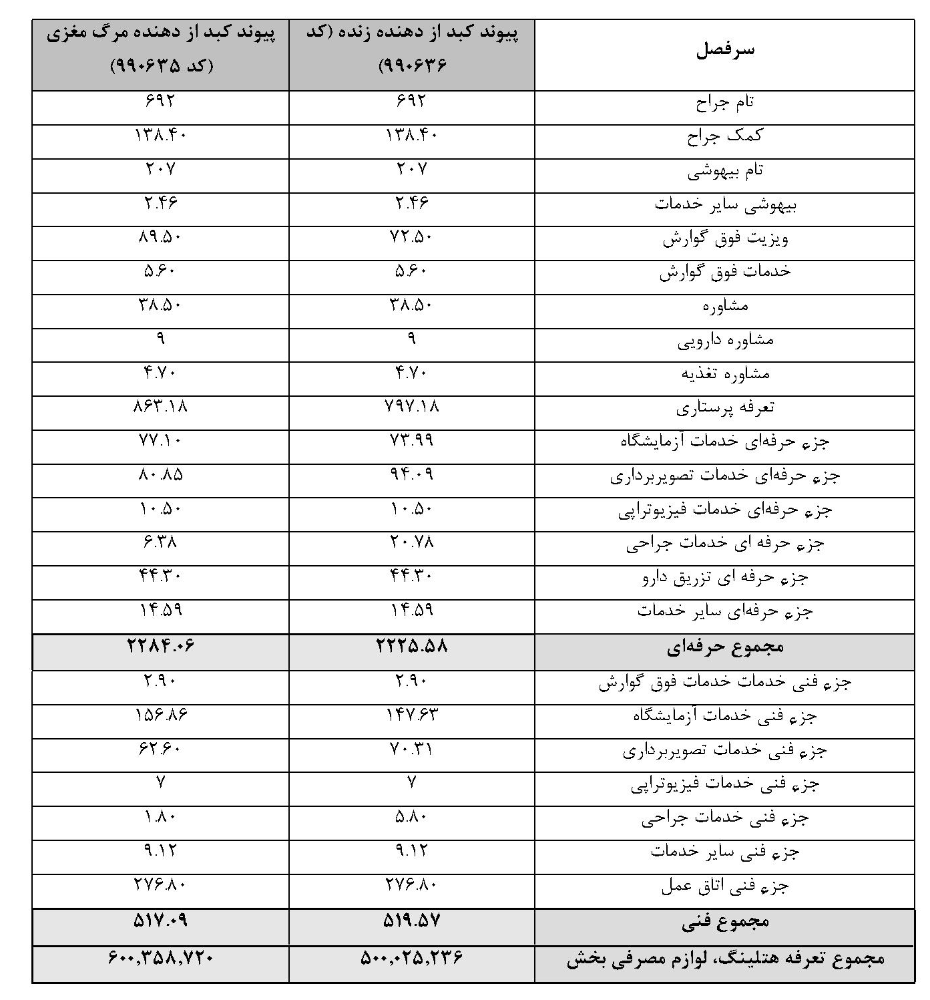 سرفصل
پیوند کبد از دهنده زنده (کد
۹۹۰۶۳۶)
پیوند کبد از دهنده مرگ مغزی
(کد ۹۹۰۶۳۵)
تام جراح ۶۹۲ ۶۹۲
کمک جراح ۱۳۸.۴۰ ۱۳۸.۴۰
تام بیهوشی ۲۰۷ ۲۰۷
بیهوشی سایر خدمات ۲.۴۶ ۲.۴۶
ویزیت فوق گوارش ۷۲.۵۰ ۸۹.۵۰
خدمات فوق گوارش ۵.۶۰ ۵.۶۰
مشاوره ۳۸.۵۰ ۳۸.۵۰
مشاوره دارویی ۹ ۹
مشاوره تغذیه ۴.۷۰ ۴.۷۰
تعرفه پرستاری ۷۹۷.۱۸ ۸۶۳.۱۸
جزء حرفه‌ای خدمات آزمایشگاه ۷۳.۹۹ ۷۷.۱۰
جزء حرفه‌ای خدمات تصویربرداری ۹۴.۰۹ ۸۰.۸۵
جزء حرفه‌ای خدمات فیزیوتراپی ۱۰.۵۰ ۱۰.۵۰
جزء حرفه ای خدمات جراحی ۲۰.۷۸ ۶.۳۸
جزء حرفه ای تزریق دارو ۴۴.۳۰ ۴۴.۳۰
جزء حرفه‌ای سایر خدمات ۱۴.۵۹ ۱۴.۵۹
مجموع حرفه‌ای ۲۲۲۵.۵۸ ۲۲۸۴.۰۶
جزء فنی خدمات خدمات فوق گوارش ۲.۹۰ ۲.۹۰
جزء فنی خدمات آزمایشگاه ۱۴۷.۶۳ ۱۵۶.۸۶
جزء فنی خدمات تصویربرداری ۷۰.۳۱ ۶۲.۶۰
جزء فنی خدمات فیزیوتراپی ۷ ۷
جزء فنی خدمات جراحی ۵.۸۰ ۱.۸۰
جزء فنی سایر خدمات ۹.۱۲ ۹.۱۲
جزء فنی اتاق عمل ۲۷۶.۸۰ ۲۷۶.۸۰
مجموع فنی ۵۱۹.۵۷ ۵۱۷.۰۹
مجموع تعرفه هتلینگ، لوازم مصرفی بخش ۵۰۰,۰۲۵,۲۳۶ ۶۰۰,۳۵۸,۷۲۰